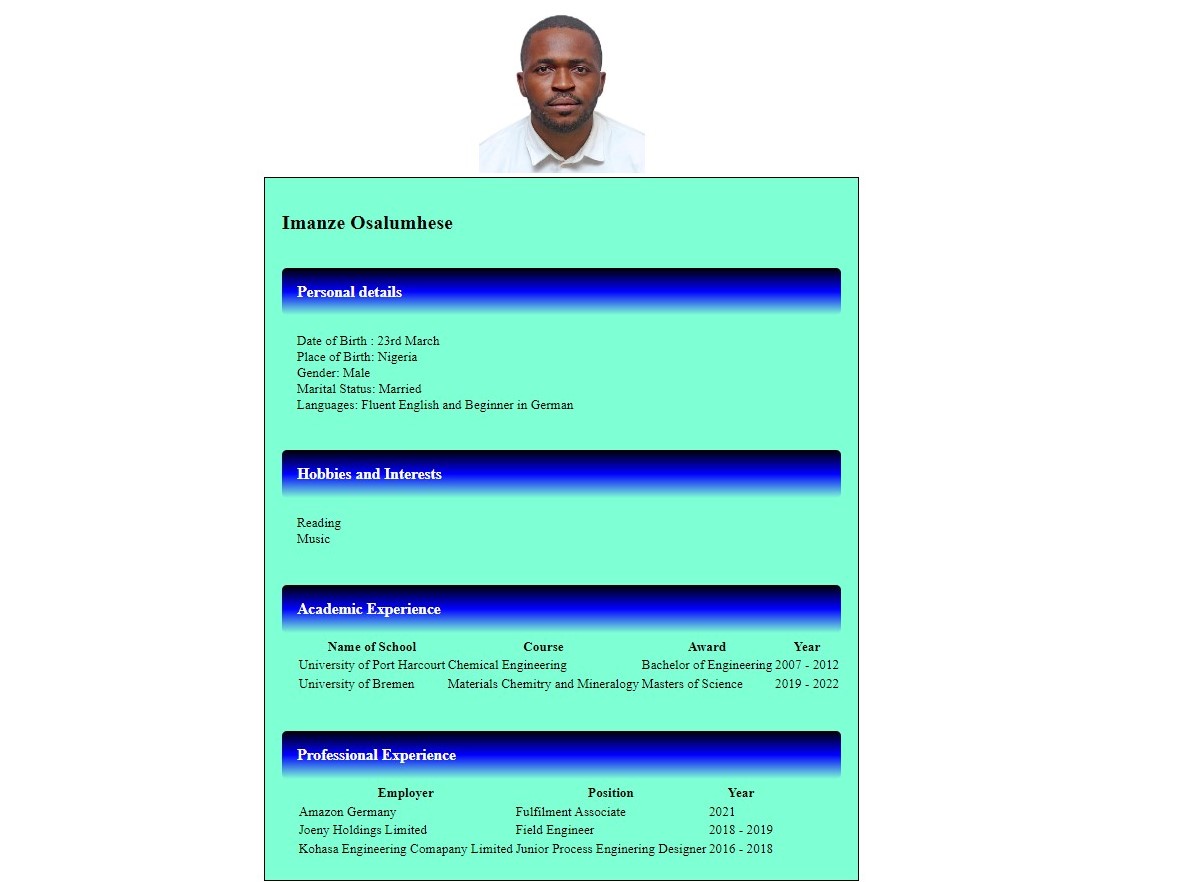 Imanze Osalumhese
Personal details
Date of Birth : 23rd March
Place of Birth: Nigeria
Gender: Male
Marital Status: Married
Languages: Fluent English and Beginner in German
Hobbies and Interests
Reading
Music
Academic Experience
Name of School Course Award Year
University of Port Harcourt Chemical Engineering Bachelor of Engineering 2007 - 2012
University of Bremen Materials Chemitry and Mineralogy Masters of Science 2019 - 2022
Professional Experience
Employer Position Year
Amazon Germany Fulfilment Associate 2021
Joeny Holdings Limited Field Engineer 2018 - 2019
Kohasa Engineering Comapany Limited Junior Process Enginering Designer 2016 - 2018